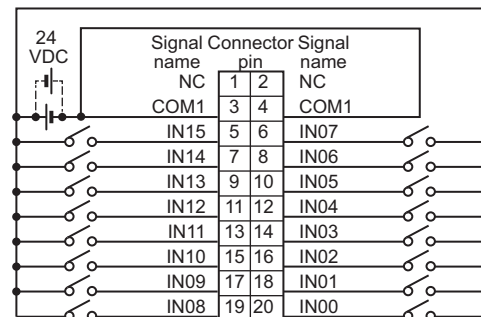 24
VDC
Signal Connector Signal
name pin name
NC 1 2 NC
COM1 3 4 COM1
IN15 5 6 IN07
IN14 7 8 IN06
IN13 9 10 IN05
IN12 11 12 IN04
IN11 13 14 IN03
IN10 15 16 IN02
IN09 17 18 IN01
IN08 19 20 IN00